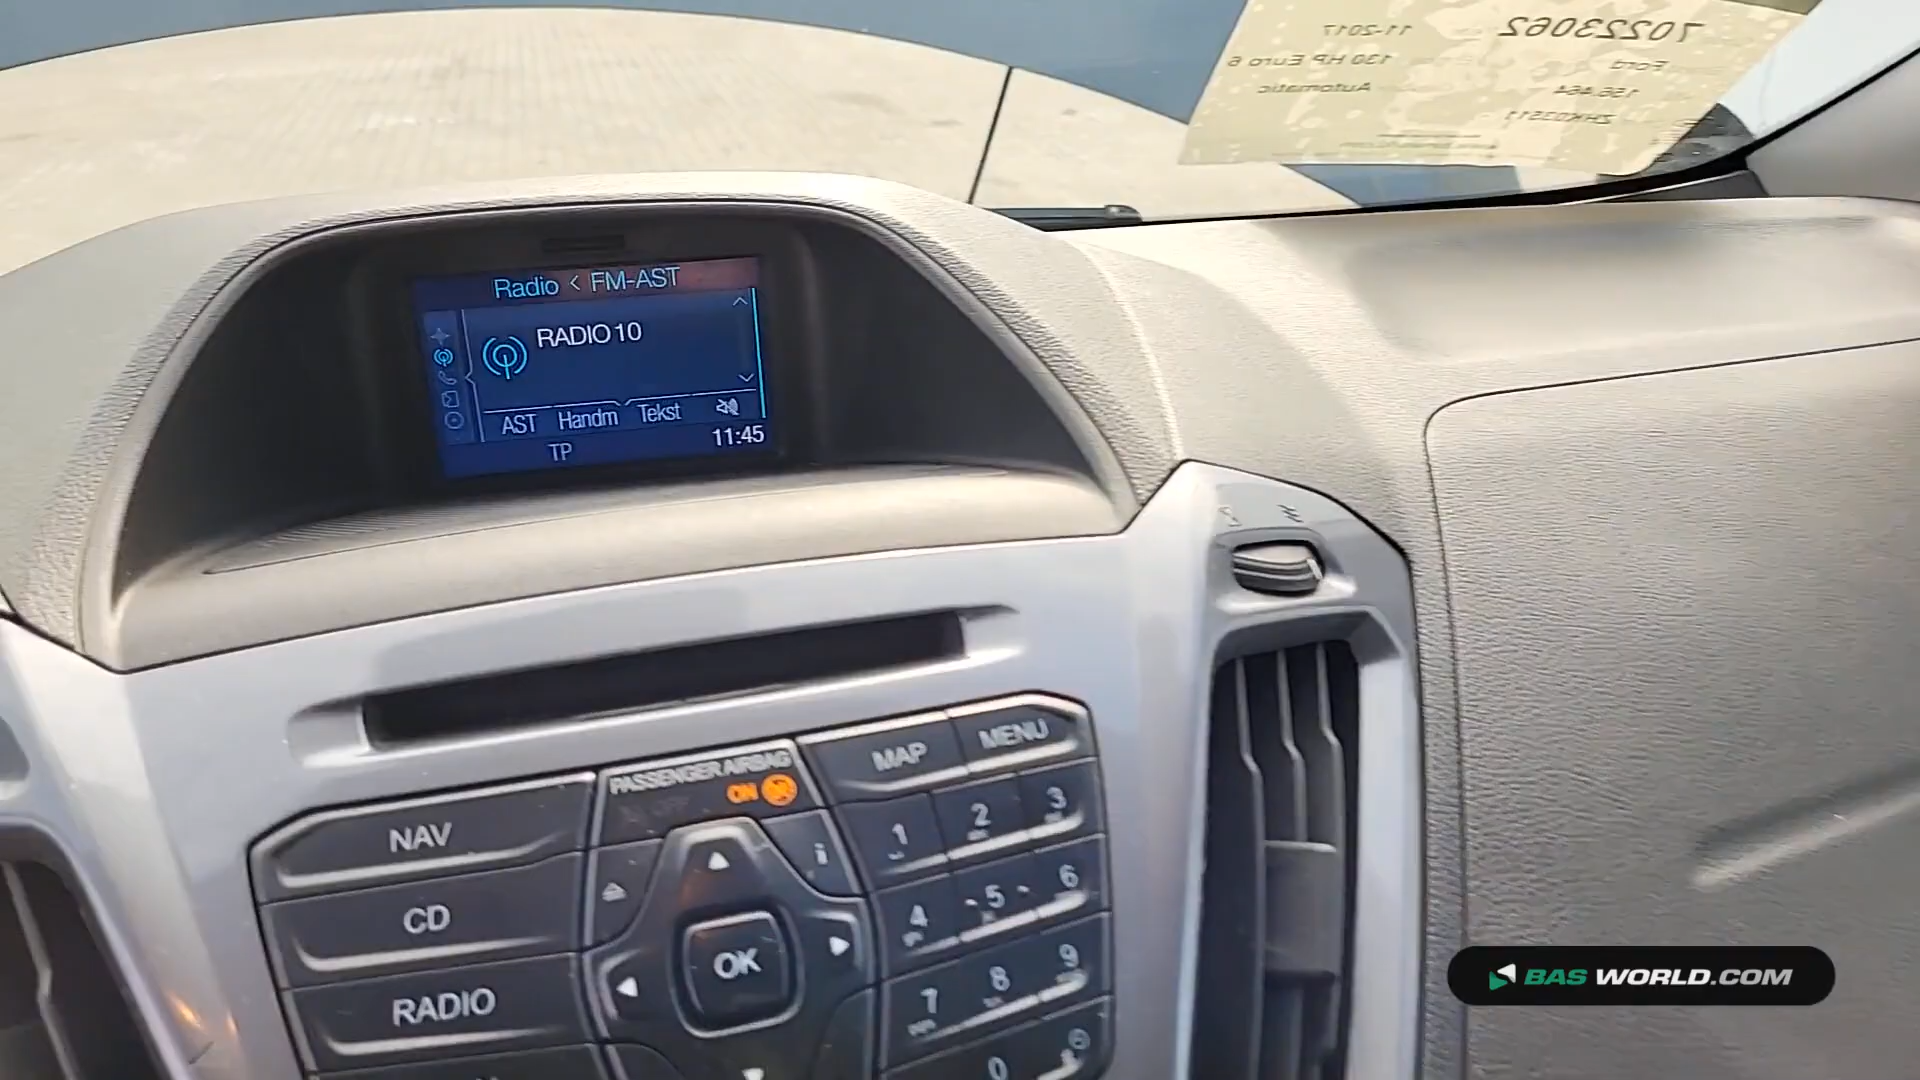 70223062
11-2017
Ford
130 HP Euro 6
156.464
Automatic
ZHK03511
Radio < FM-AST
RADIO 10
AST Handm Tekst
TP
11:45
PASSENGER AIRBAG
ON
MAP
MENU
NAV
CD
RADIO
i
OK
1
2
3
4
5
6
7
8
9
0
BAS WORLD.COM